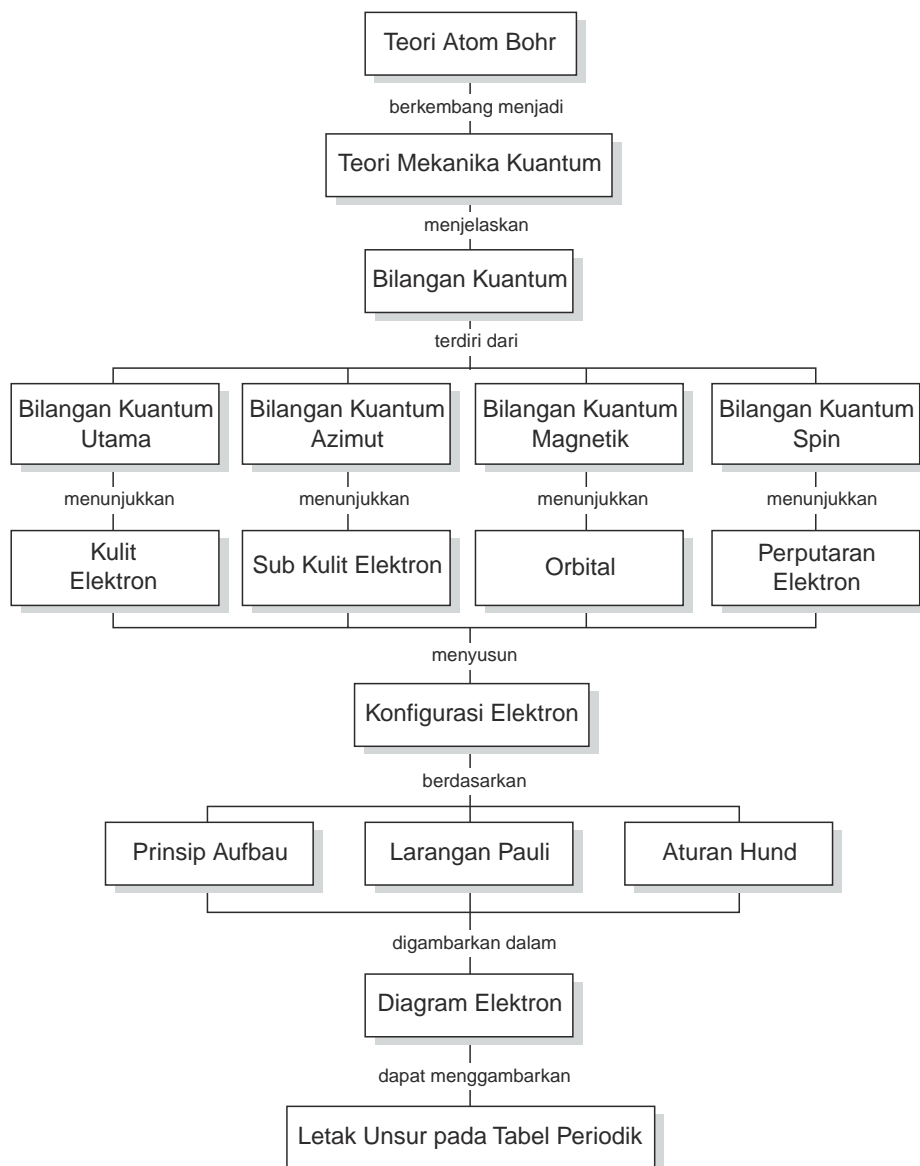 Teori Atom Bohr
berkembang menjadi
Teori Mekanika Kuantum
menjelaskan
Bilangan Kuantum
terdiri dari
Bilangan Kuantum
Utama
Bilangan Kuantum
Azimut
Bilangan Kuantum
Magnetik
Bilangan Kuantum
Spin
menunjukkan
menunjukkan
menunjukkan
menunjukkan
Kulit
Elektron
Sub Kulit Elektron
Orbital
Perputaran
Elektron
menyusun
Konfigurasi Elektron
berdasarkan
Prinsip Aufbau
Larangan Pauli
Aturan Hund
digambarkan dalam
Diagram Elektron
dapat menggambarkan
Letak Unsur pada Tabel Periodik